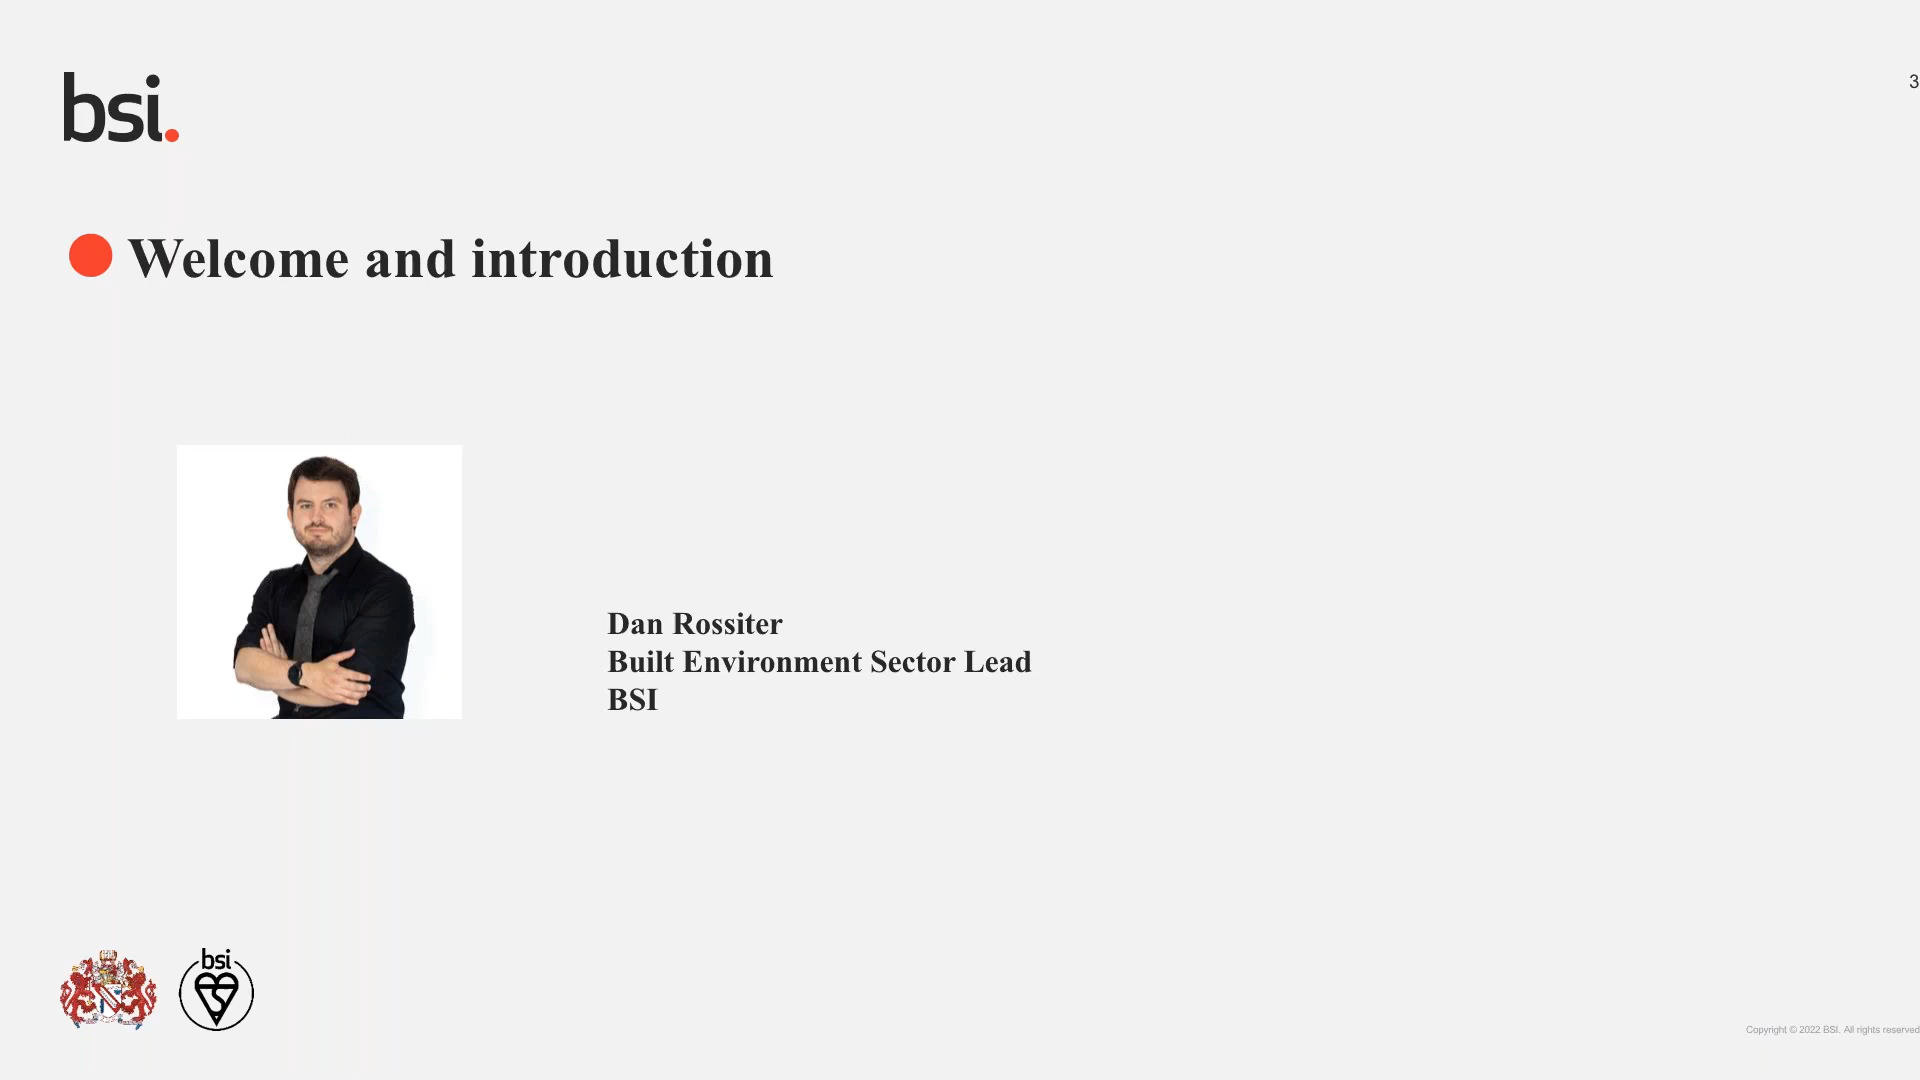 bsi.
3
Welcome and introduction
Dan Rossiter
Built Environment Sector Lead
BSI
bsi
Copyright © 2022 BSI. All rights reserved